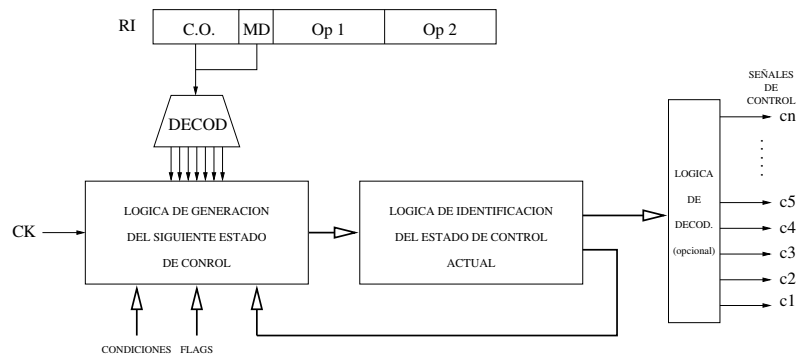 RI
C.O. MD Op 1 Op 2
DECOD
CK
LOGICA DE GENERACION
DEL SIGUIENTE ESTADO
DE CONROL
LOGICA DE IDENTIFICACION
DEL ESTADO DE CONTROL
ACTUAL
LOGICA
DE
DECOD.
(opcional)
SEÑALES
DE
CONTROL
cn
c5
c4
c3
c2
c1
CONDICIONES FLAGS